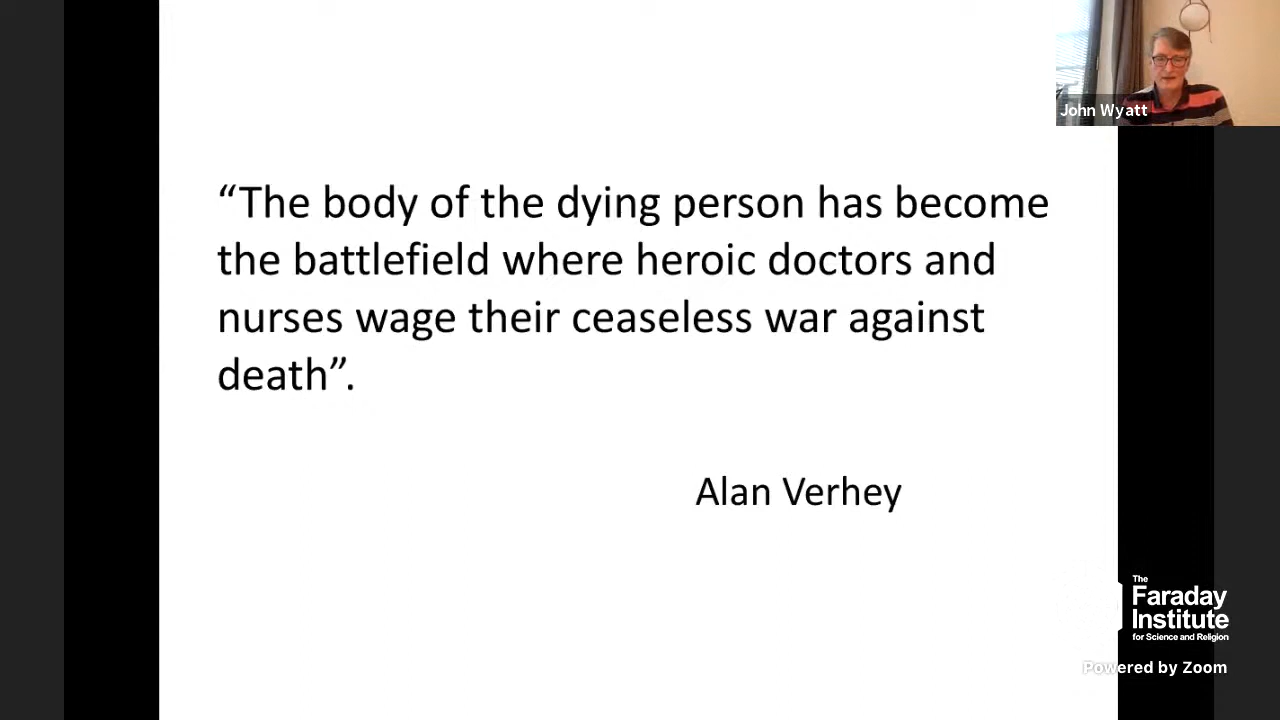 John Wyatt
“The body of the dying person has become
the battlefield where heroic doctors and
nurses wage their ceaseless war against
death”.
Alan Verhey
The
Faraday
Institute
for Science and Religion
Powered by Zoom